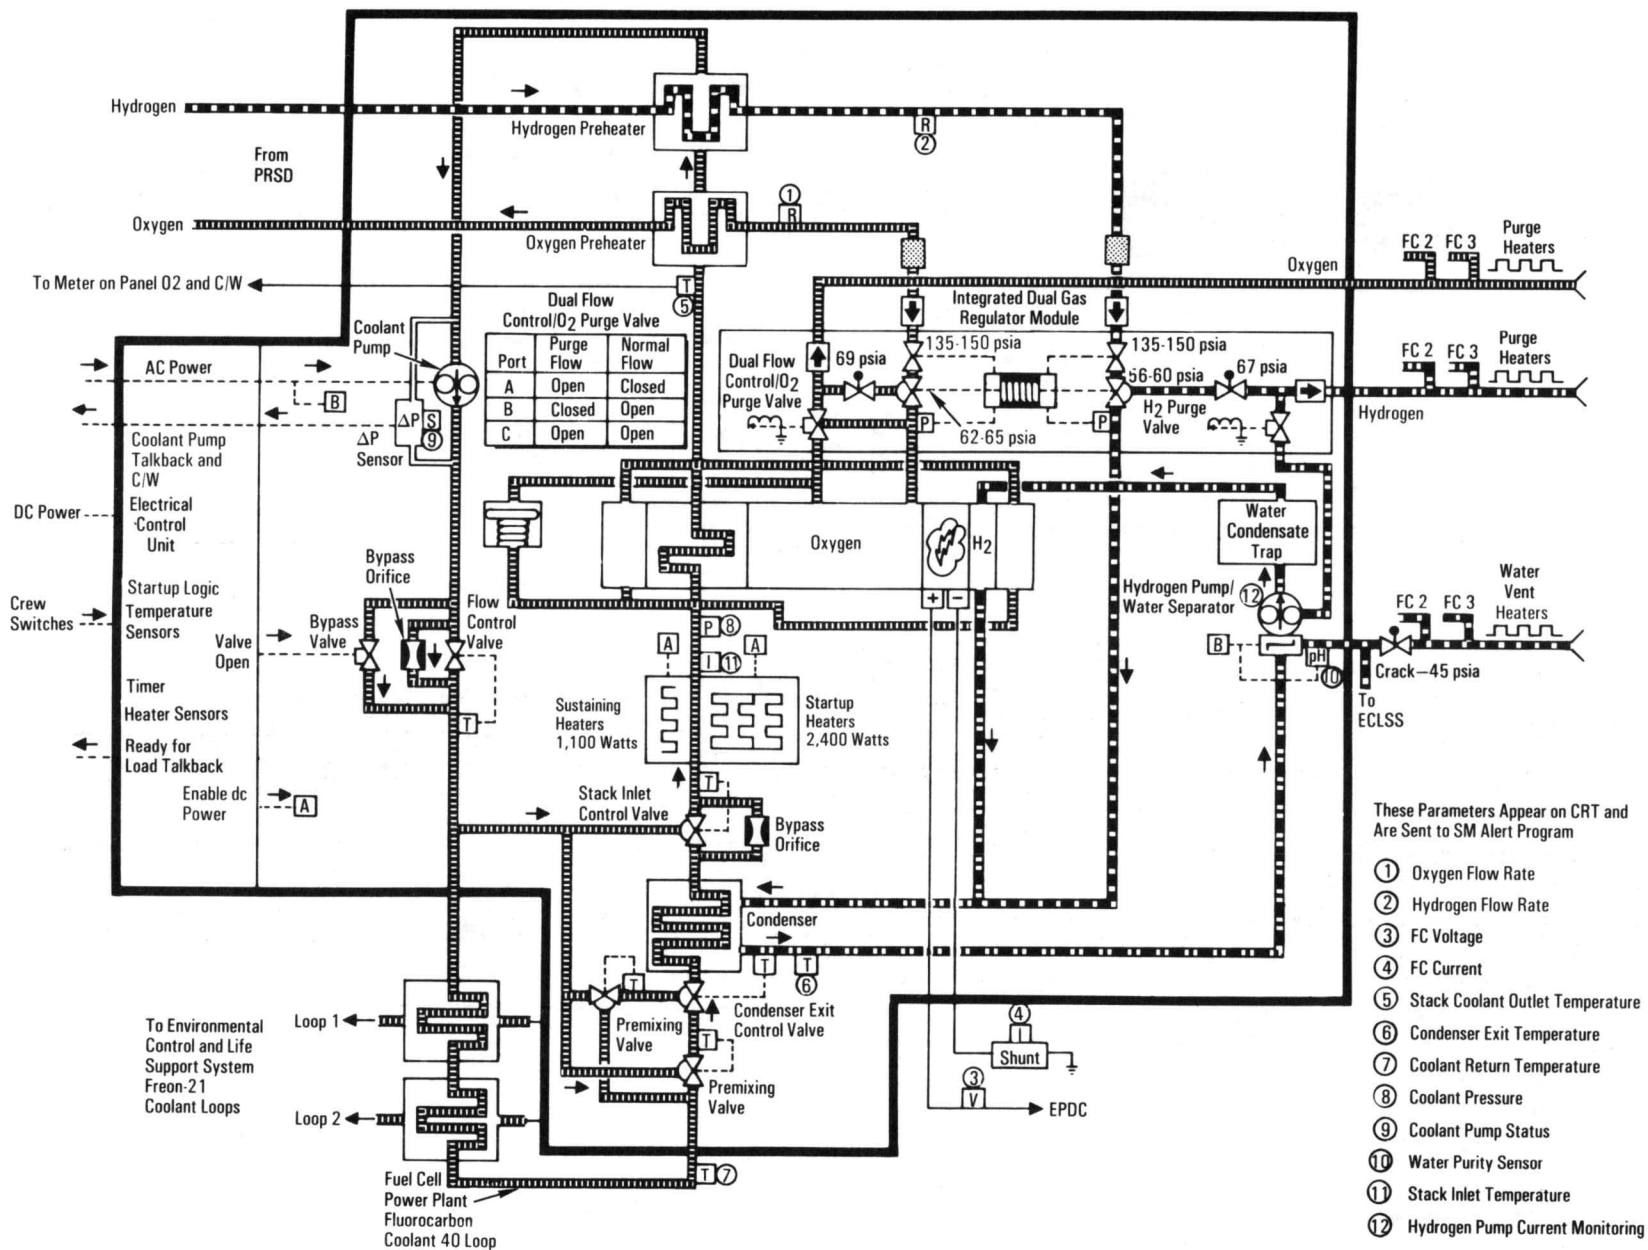 Hydrogen
Hydrogen Preheater
R
2
From
PRSD
1
R
Oxygen
Oxygen Preheater
Purge
Heaters
FC 2
FC 3
Oxygen
To Meter on Panel O2 and C/W
T
5
Dual Flow
Control/O2 Purge Valve
Port
Purge
Flow
Normal
Flow
A
Open
Closed
B
Closed
Open
C
Open
Open
Integrated Dual Gas
Regulator Module
Coolant
Pump
AC Power
B
ΔP
S
9
ΔP
Sensor
Coolant Pump
Talkback and
C/W
Dual Flow
Control/O2
Purge Valve
69 psia
135-150 psia
135-150 psia
56-60 psia
67 psia
P
P
62-65 psia
H2 Purge
Valve
FC 2
FC 3
Purge
Heaters
Hydrogen
DC Power
Electrical
Control
Unit
Oxygen
H2
+
−
Water
Condensate
Trap
Hydrogen Pump/
Water Separator
12
Water
Vent
Heaters
FC 2
FC 3
B
pH
10
Crack–45 psia
To
ECLSS
Crew
Switches
Startup Logic
Temperature
Sensors
Valve
Open
Timer
Heater Sensors
Ready for
Load Talkback
Enable dc
Power
A
Bypass
Orifice
Bypass
Valve
Flow
Control
Valve
T
P
8
A
I
11
A
Sustaining
Heaters
1,100 Watts
Startup
Heaters
2,400 Watts
T
Stack Inlet
Control Valve
Bypass
Orifice
Condenser
T
T
T
6
Premixing
Valve
Condenser Exit
Control Valve
T
Premixing
Valve
To Environmental
Control and Life
Support System
Freon-21
Coolant Loops
Loop 1
Loop 2
T
7
Fuel Cell
Power Plant
Fluorocarbon
Coolant 40 Loop
4
I
Shunt
3
V
EPDC
These Parameters Appear on CRT and
Are Sent to SM Alert Program
1 Oxygen Flow Rate
2 Hydrogen Flow Rate
3 FC Voltage
4 FC Current
5 Stack Coolant Outlet Temperature
6 Condenser Exit Temperature
7 Coolant Return Temperature
8 Coolant Pressure
9 Coolant Pump Status
10 Water Purity Sensor
11 Stack Inlet Temperature
12 Hydrogen Pump Current Monitoring